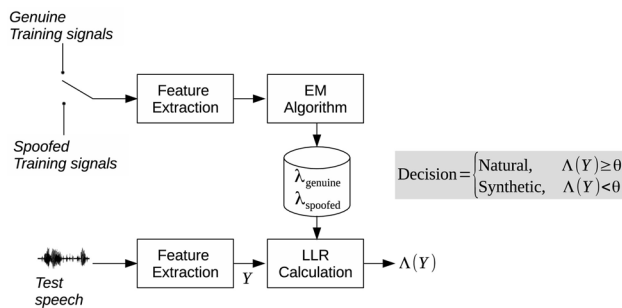 Genuine
Training signals
Feature
Extraction
EM
Algorithm
Spoofed
Training signals
λgenuine
λspoofed
Decision={Natural, Λ(Y)≥θ
Synthetic, Λ(Y)<θ
Feature
Extraction
Y
LLR
Calculation
Λ(Y)
Test
speech